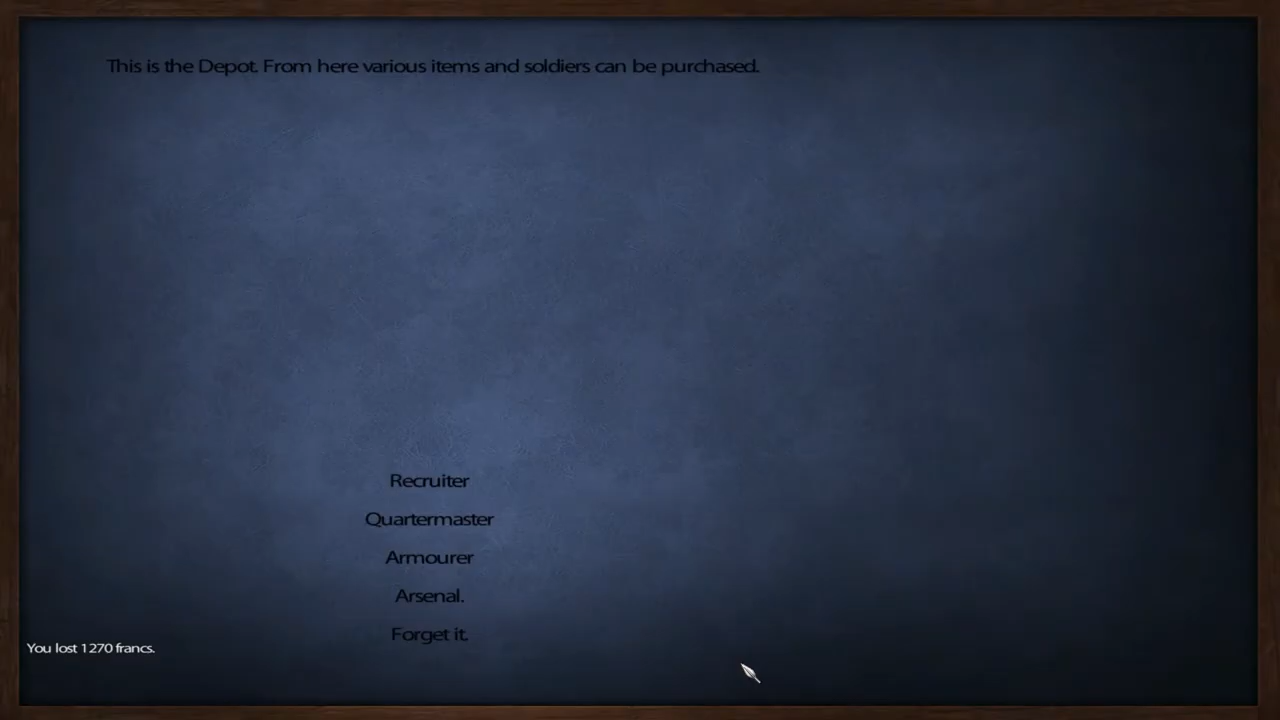 This is the Depot. From here various items and soldiers can be purchased.
Recruiter
Quartermaster
Armourer
Arsenal.
Forget it.
You lost 1270 francs.